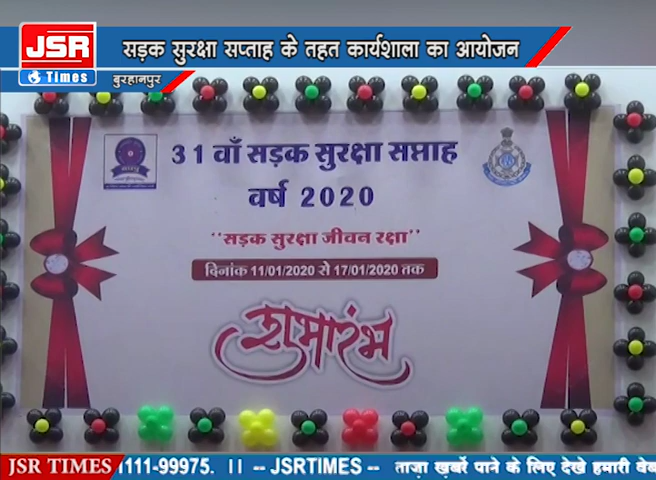 JSR
Times
सड़क सुरक्षा सप्ताह के तहत कार्यशाला का आयोजन
बुरहानपुर
31 वाँ सड़क सुरक्षा सप्ताह
वर्ष 2020
"सड़क सुरक्षा जीवन रक्षा"
दिनांक 11/01/2020 से 17/01/2020 तक
शुभारंभ
JSR TIMES 1111-99975. II -- JSRTIMES -- ताज़ा ख़बरें पाने के लिए देखे हमारी वेब